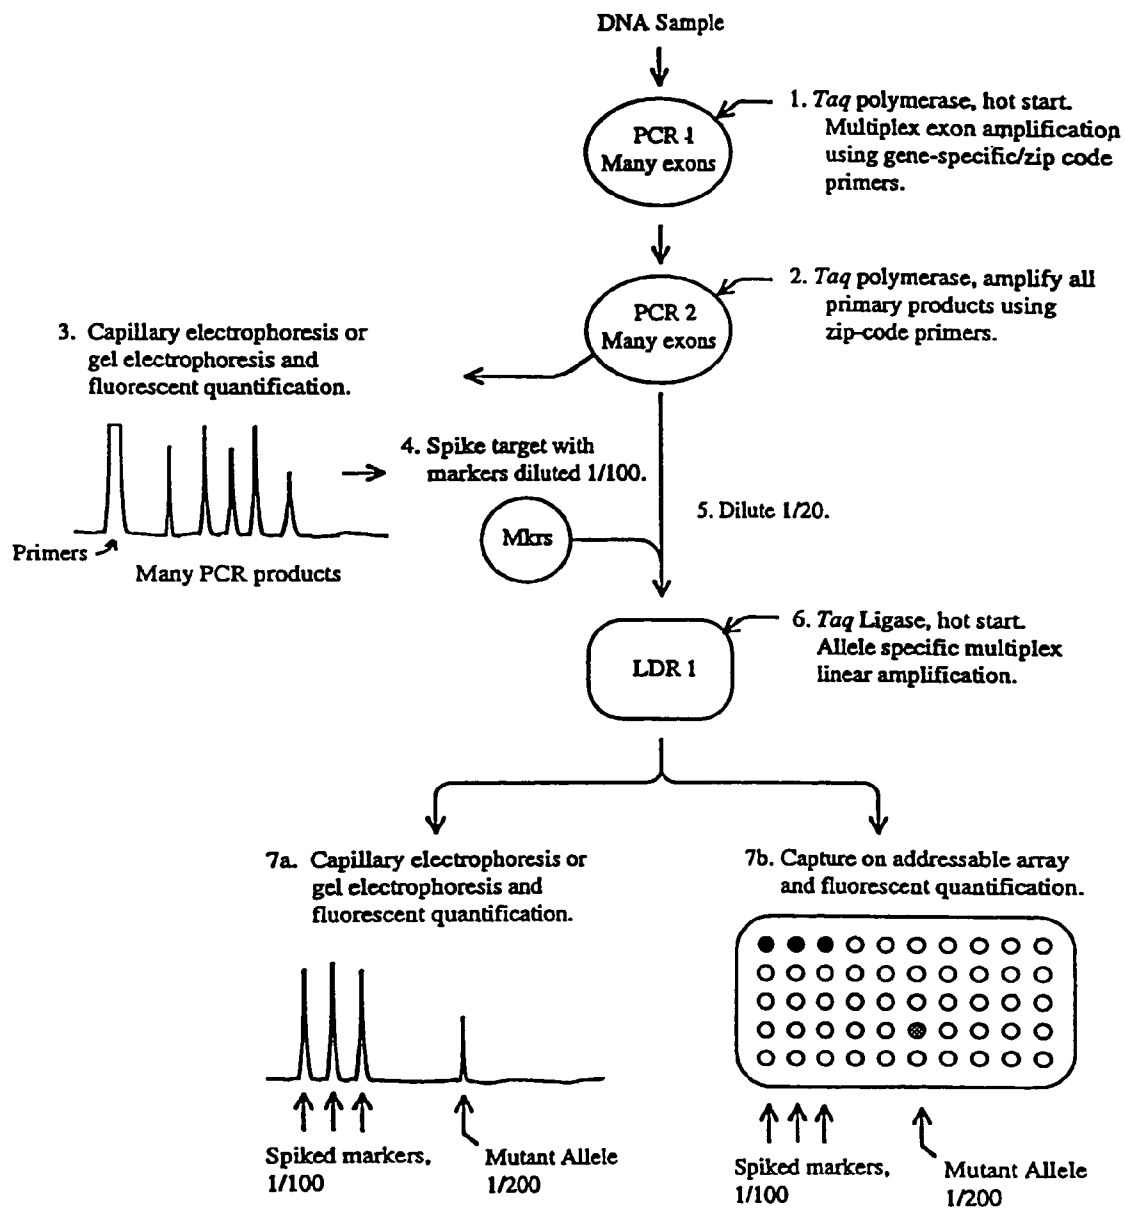 DNA Sample
PCR 1
Many exons
1. Taq polymerase, hot start.
Multiplex exon amplification
using gene-specific/zip code
primers.
PCR 2
Many exons
2. Taq polymerase, amplify all
primary products using
zip-code primers.
3. Capillary electrophoresis or
gel electrophoresis and
fluorescent quantification.
Primers
Many PCR products
4. Spike target with
markers diluted 1/100.
Mkrs
5. Dilute 1/20.
LDR 1
6. Taq Ligase, hot start.
Allele specific multiplex
linear amplification.
7a. Capillary electrophoresis or
gel electrophoresis and
fluorescent quantification.
Spiked markers,
1/100
Mutant Allele
1/200
7b. Capture on addressable array
and fluorescent quantification.
Spiked markers,
1/100
Mutant Allele
1/200